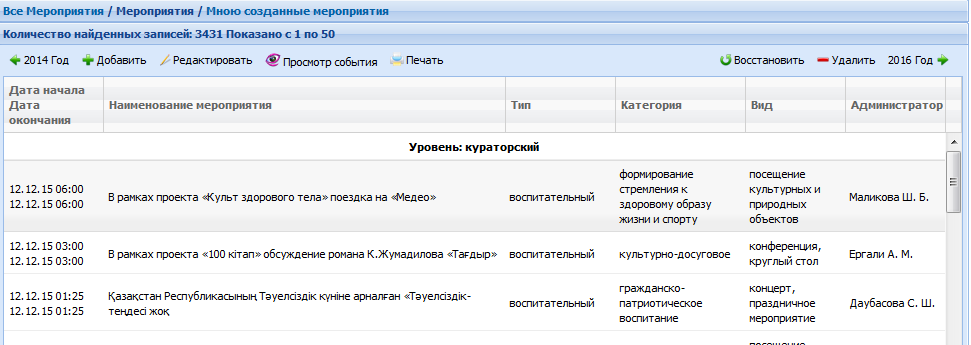 Все Мероприятия / Мероприятия / Мною созданные мероприятия
Количество найденных записей: 3431 Показано с 1 по 50
2014 Год Добавить Редактировать Просмотр события Печать Восстановить Удалить 2016 Год
Дата начала
Дата
окончания
Наименование мероприятия Тип Категория Вид Администратор
Уровень: кураторский
12.12.15 06:00
12.12.15 06:00
В рамках проекта «Культ здорового тела» поездка на «Медео»
воспитательный
формирование
стремления к
здоровому образу
жизни и спорту
посещение
культурных и
природных
объектов
Маликова Ш. Б.
12.12.15 03:00
12.12.15 03:00
В рамках проекта «100 кітап» обсуждение романа К.Жумадилова «Тағдыр»
воспитательный
культурно-досуговое
конференция,
круглый стол
Ергали А. М.
12.12.15 01:25
12.12.15 01:25
Қазақстан Республикасының Тәуелсіздік күніне арналған «Тәуелсіздік-
теңдесі жоқ
воспитательный
гражданско-
патриотическое
воспитание
концерт,
праздничное
мероприятие
Даубасова С. Ш.
посещение